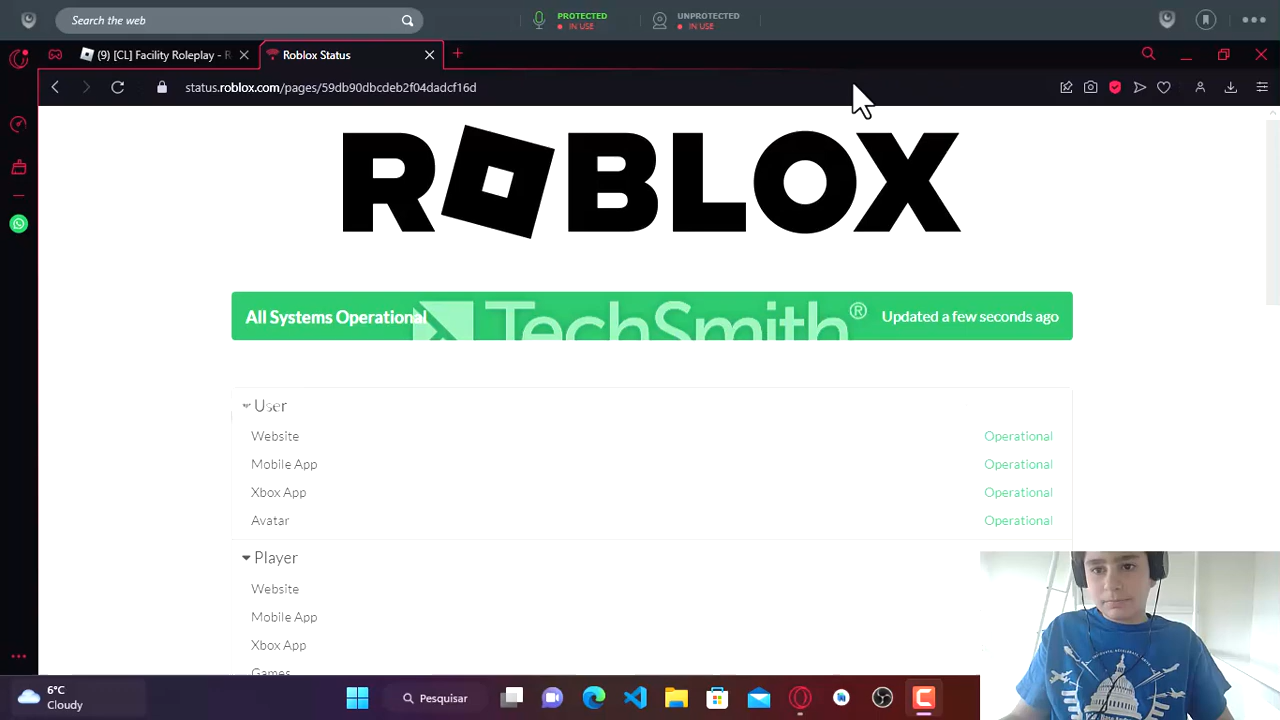 Search the web
PROTECTED
IN USE
UNPROTECTED
IN USE
(9) [CL] Facility Roleplay - R
Roblox Status
status.roblox.com/pages/59db90dbcdeb2f04dadcf16d
ROBLOX
All Systems Operational
TechSmith®
Updated a few seconds ago
User
Website Operational
Mobile App Operational
Xbox App Operational
Avatar Operational
Player
Website
Mobile App
Xbox App
Games
6°C
Cloudy
Pesquisar